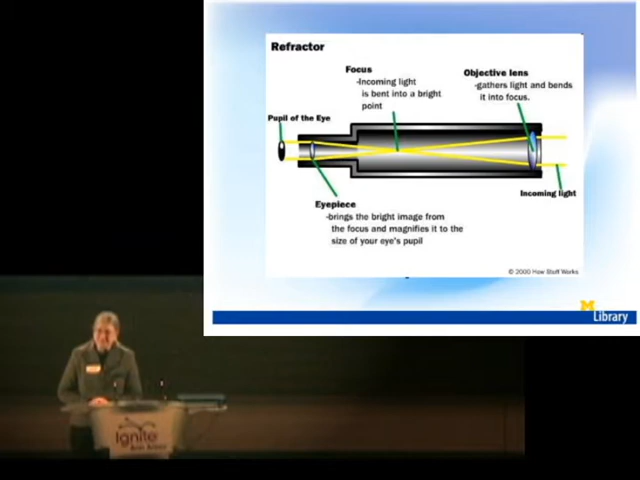 Refractor
Focus
-Incoming light
is bent into a bright
point
Objective lens
-gathers light and bends
it into focus.
Pupil of the Eye
Incoming light
Eyepiece
-brings the bright image from
the focus and magnifies it to the
size of your eye's pupil
© 2000 How Stuff Works
M
Library
Ignite
Ann Arbor